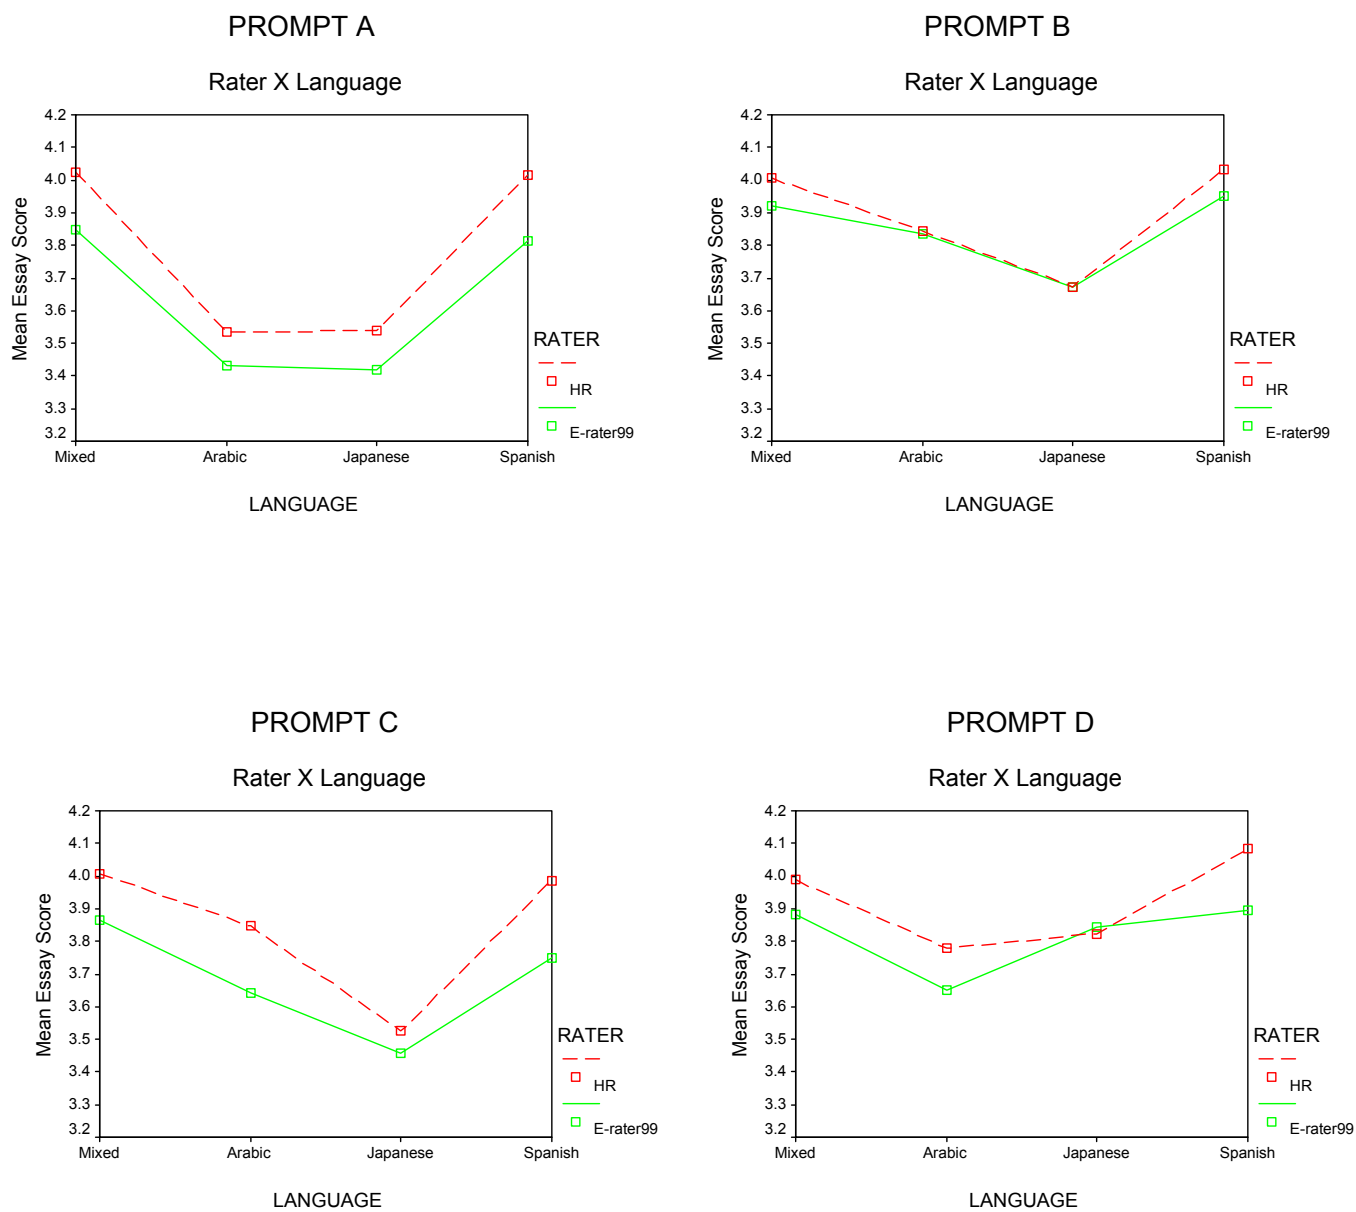 PROMPT A
Rater X Language
4.2
4.1
4.0
3.9
3.8
3.7
3.6
3.5
3.4
3.3
3.2
Mean Essay Score
Mixed Arabic Japanese Spanish
LANGUAGE
RATER
HR
E-rater99
PROMPT B
Rater X Language
4.2
4.1
4.0
3.9
3.8
3.7
3.6
3.5
3.4
3.3
3.2
Mean Essay Score
Mixed Arabic Japanese Spanish
LANGUAGE
RATER
HR
E-rater99
PROMPT C
Rater X Language
4.2
4.1
4.0
3.9
3.8
3.7
3.6
3.5
3.4
3.3
3.2
Mean Essay Score
Mixed Arabic Japanese Spanish
LANGUAGE
RATER
HR
E-rater99
PROMPT D
Rater X Language
4.2
4.1
4.0
3.9
3.8
3.7
3.6
3.5
3.4
3.3
3.2
Mean Essay Score
Mixed Arabic Japanese Spanish
LANGUAGE
RATER
HR
E-rater99